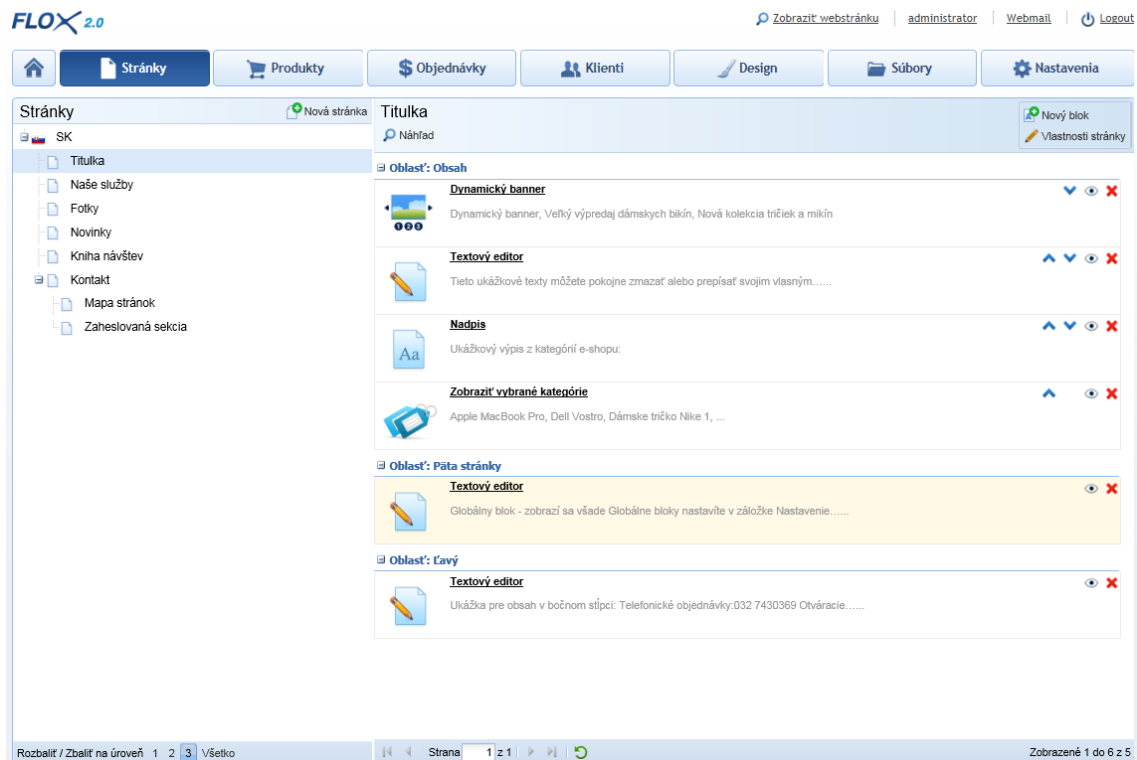 FLOX 2.0
Zobraziť webstránku administrator Webmail Logout
Stránky Produkty Objednávky Klienti Design Súbory Nastavenia
Stránky Nová stránka
SK
Titulka
Naše služby
Fotky
Novinky
Kniha návštev
Kontakt
Mapa stránok
Zaheslovaná sekcia
Rozbaliť / Zbaliť na úroveň 1 2 3 Všetko
Titulka
Náhľad
Nový blok
Vlastnosti stránky
Oblasť: Obsah
Dynamický banner
Dynamický banner, Veľký výpredaj dámskych bikín, Nová kolekcia tričiek a mikín
Textový editor
Tieto ukážkové texty môžete pokojne zmazať alebo prepísať svojim vlasným......
Nadpis
Aa
Ukážkový výpis z kategórií e-shopu:
Zobraziť vybrané kategórie
Apple MacBook Pro, Dell Vostro, Dámske tričko Nike 1, ...
Oblasť: Päta stránky
Textový editor
Globálny blok - zobrazí sa všade Globálne bloky nastavíte v záložke Nastavenie......
Oblasť: Ľavý
Textový editor
Ukážka pre obsah v bočnom stĺpci: Telefonické objednávky:032 7430369 Otváracie......
Strana 1 z 1
Zobrazené 1 do 6 z 5